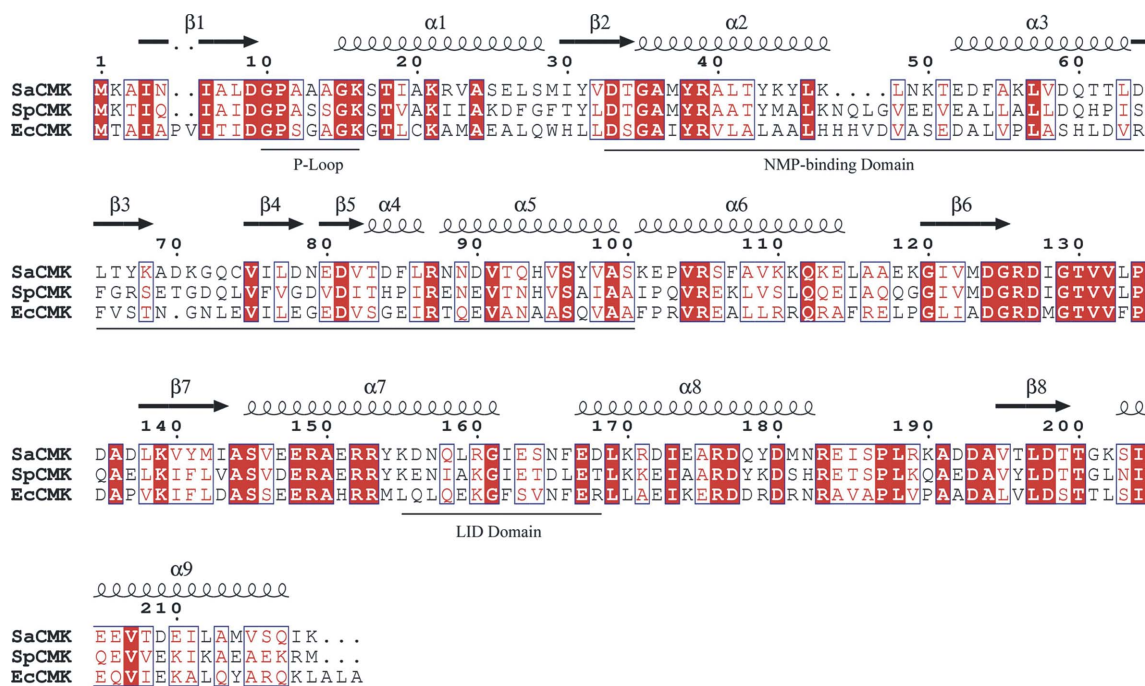 β1 α1 β2 α2 α3
1 10 20 30 40 50 60
SaCMK MKAIN..IALDGPAAAGKSTIAKRVASELSMIYVDTGAMYRALTYKYLK....LNKTEDFAKLVDQTTLD
SpCMK MKTIQ..IAIDGPASSGKSTVAKIIAKDFGFTYLDTGAMYRAATYMALKNQLGVEEVEALLALLDQHPIS
EcCMK MTAIAPVITIDGPSGAGKGTLCKAMAEALQWHLLDSGAIYRVLALAALHHHVDVASEDALVPLASHLDVR
P-Loop NMP-binding Domain
β3 β4 β5 α4 α5 α6 β6
70 80 90 100 110 120 130
SaCMK LTYKADKGQCVILDNEDVTDFLRNNDVTQHVSYVASKEPVRSFAVKKQKELAAEKGIVMDGRDIGTVVLP
SpCMK FGRSETGDQLVFVGDVDITHPIRENEVTNHVSAIAAIPQVREKLVSLQQEIAQQGGIVMDGRDIGTVVLP
EcCMK FVSTN.GNLEVILEGEDVSGEIRTQEVANAASQVAAFPRVREALLRRQRAFRELPGLIADGRDMGTVVFP
β7 α7 α8 β8
140 150 160 170 180 190 200
SaCMK DADLKVYMIASVEERAERRYKDNQLRGIESNFEDLKRDIEARDQYDMNREISPLRKADDAVTLDTTGKSI
SpCMK QAELKIFLVASVDERAERRYKENIAKGIETDLETLKEEIAARDYKDSHRETSPLKQAEDAVYLDTTGLNI
EcCMK DAPVKIFLDASSEERAHRRMLQLQEKGFSVNFERLLAEIKERDDRDRNRAVAPLVPAADALVLDSTTLSI
LID Domain
α9
210
SaCMK EEVTDEILAMVSQIK...
SpCMK QEVVEKIKAEAEKRM...
EcCMK EQVIEKALQYARQKLALA